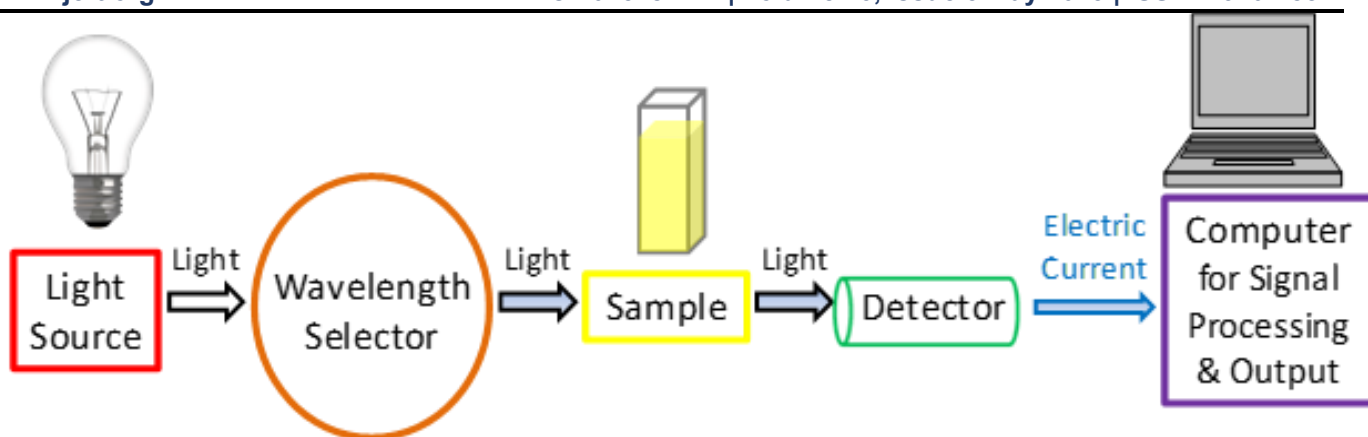 Light
Source
Light
Wavelength
Selector
Light
Sample
Light
Detector
Electric
Current
Computer
for Signal
Processing
& Output